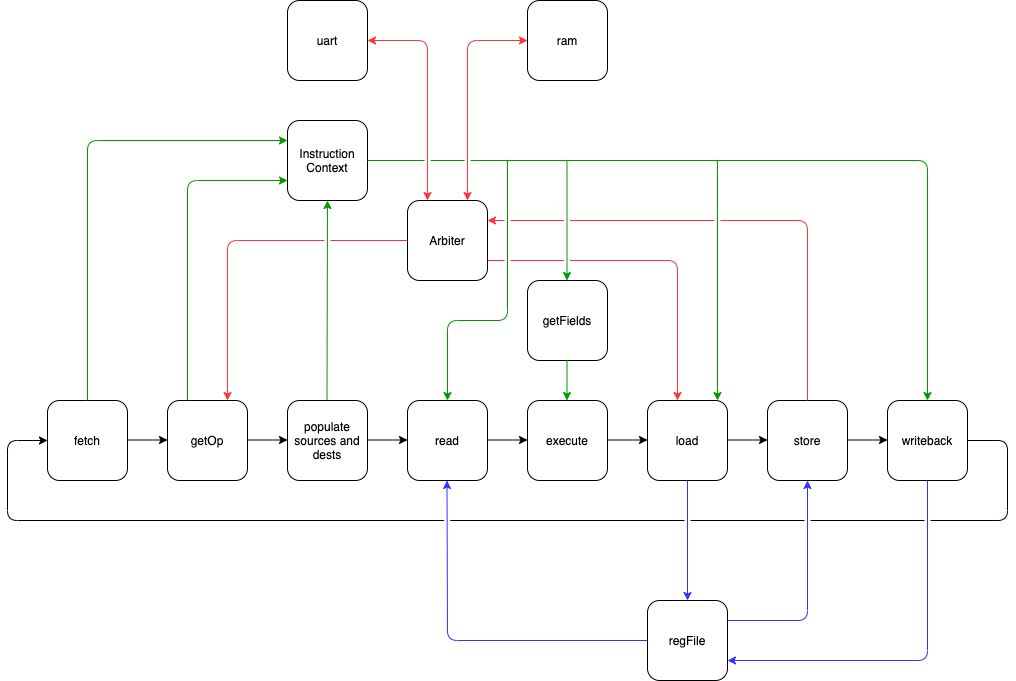 uart
ram
Instruction
Context
Arbiter
getFields
fetch
getOp
populate
sources and
dests
read
execute
load
store
writeback
regFile